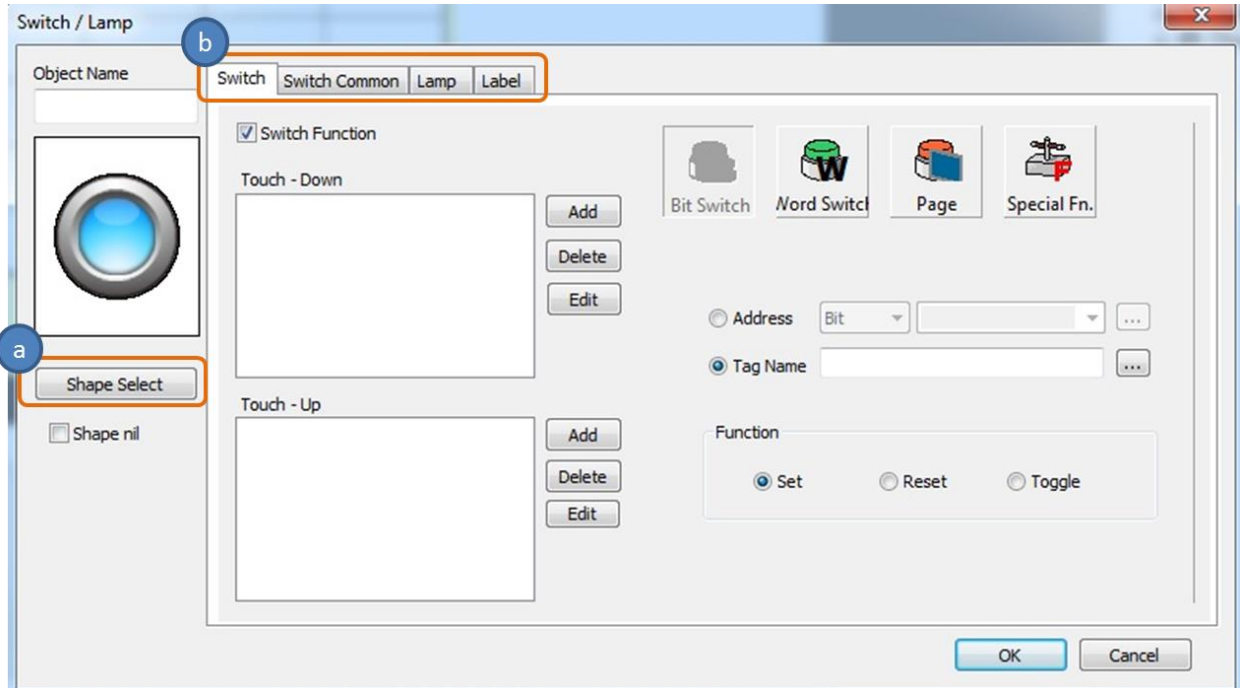 Switch / Lamp
b
Object Name
Switch Switch Common Lamp Label
Switch Function
Touch - Down
Add
Delete
Edit
Bit Switch Word Switch Page Special Fn.
Address Bit ...
Tag Name ...
a
Shape Select
Shape nil
Touch - Up
Add
Delete
Edit
Function
Set Reset Toggle
OK Cancel